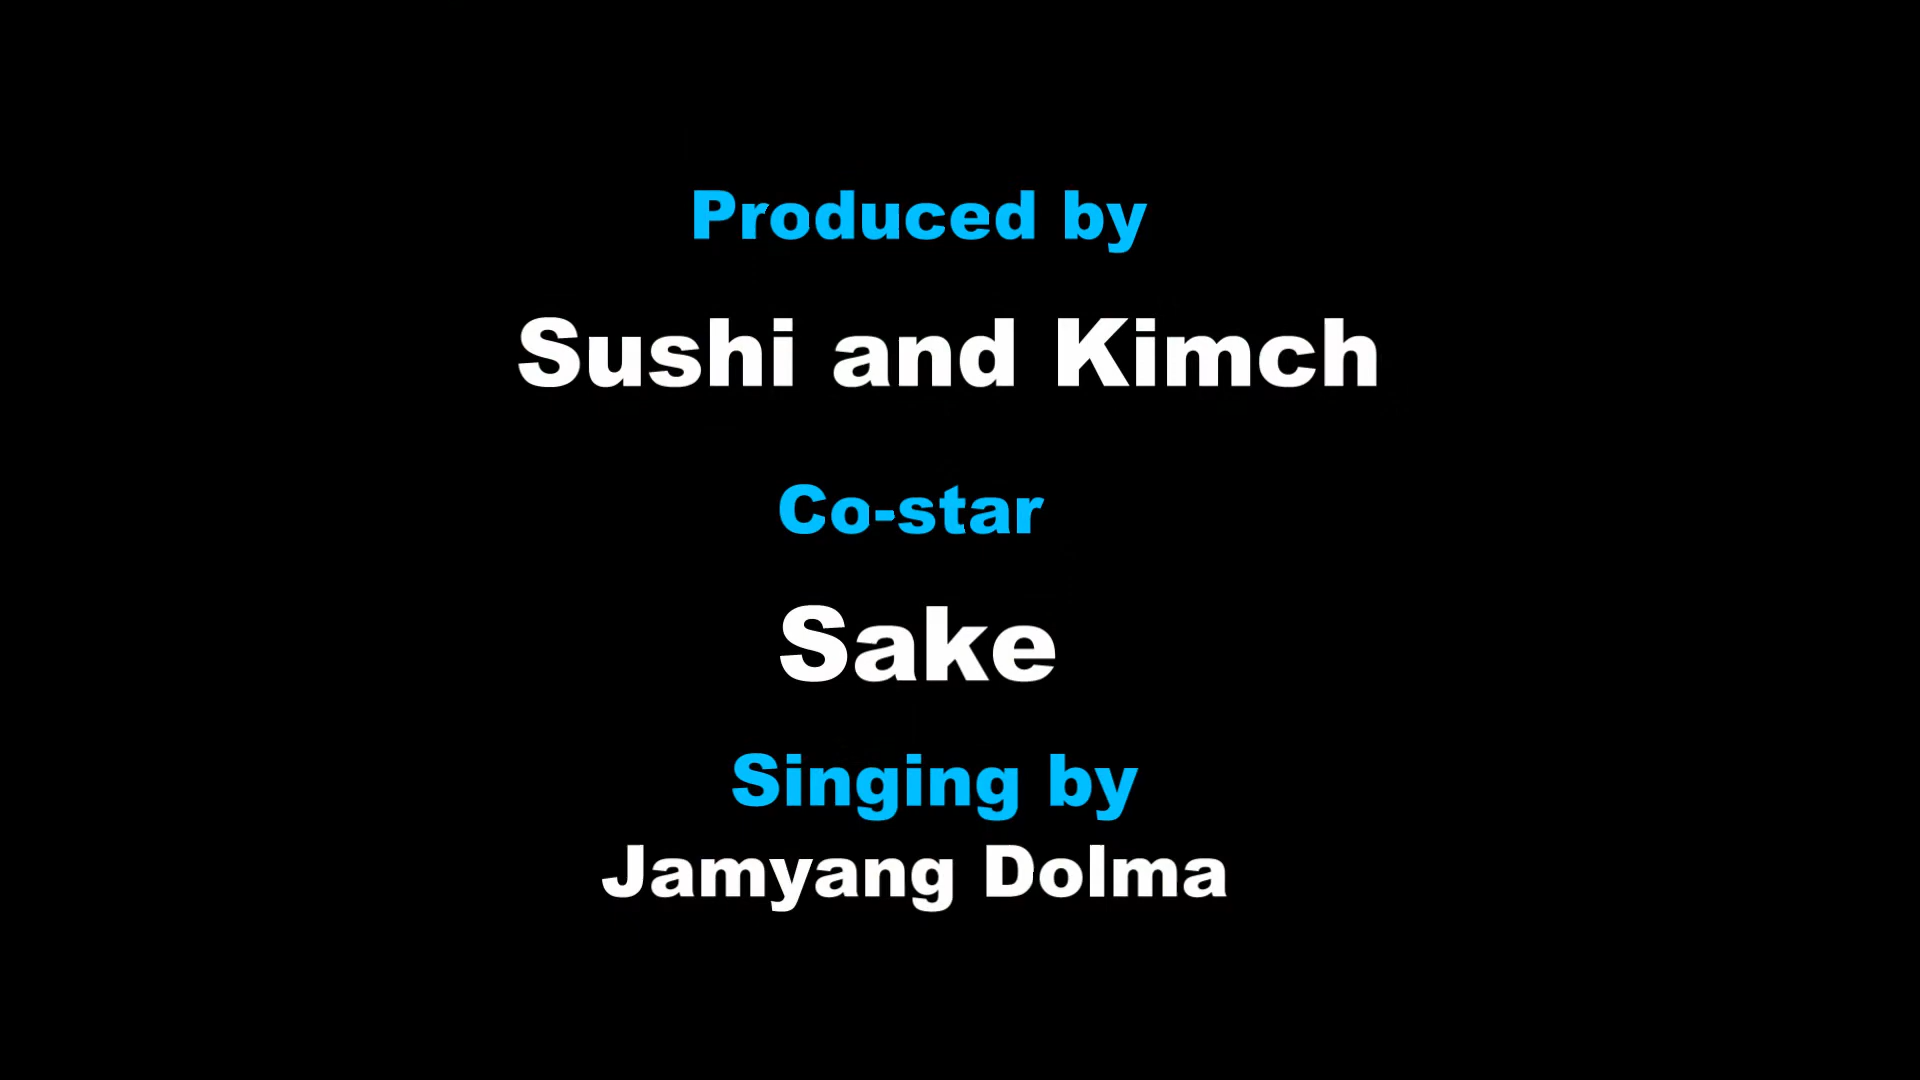 Produced by
Sushi and Kimch
Co-star
Sake
Singing by
Jamyang Dolma